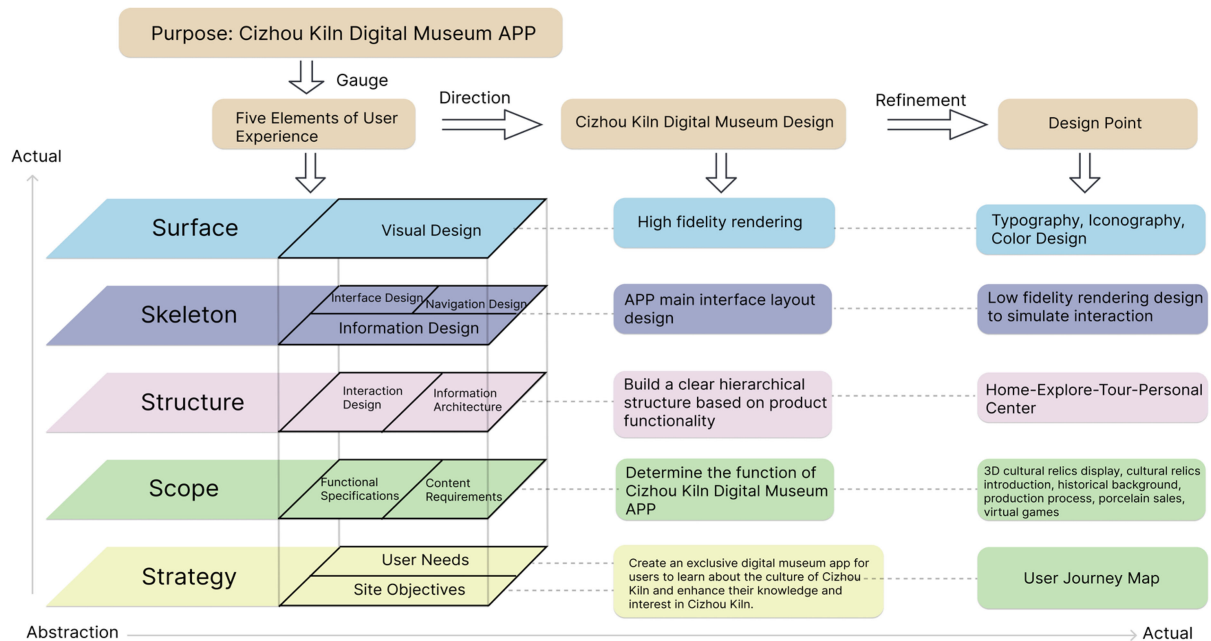 Purpose: Cizhou Kiln Digital Museum APP
Gauge
Five Elements of User
Experience
Direction
Cizhou Kiln Digital Museum Design
Refinement
Design Point
Actual
Surface
Visual Design
High fidelity rendering
Typography, Iconography,
Color Design
Skeleton
Interface Design
Navigation Design
Information Design
APP main interface layout
design
Low fidelity rendering design
to simulate interaction
Structure
Interaction
Design
Information
Architecture
Build a clear hierarchical
structure based on product
functionality
Home-Explore-Tour-Personal
Center
Scope
Functional
Specifications
Content
Requirements
Determine the function of
Cizhou Kiln Digital Museum
APP
3D cultural relics display, cultural relics
introduction, historical background,
production process, porcelain sales,
virtual games
Strategy
User Needs
Site Objectives
Create an exclusive digital museum app for
users to learn about the culture of Cizhou
Kiln and enhance their knowledge and
interest in Cizhou Kiln.
User Journey Map
Abstraction
Actual